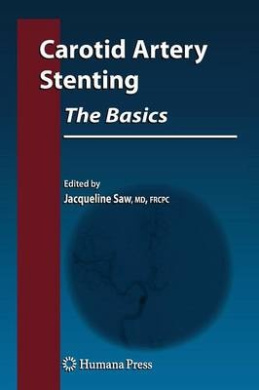 Carotid Artery
Stenting
The Basics
Edited by
Jacqueline Saw, MD, FRCPC
Humana Press